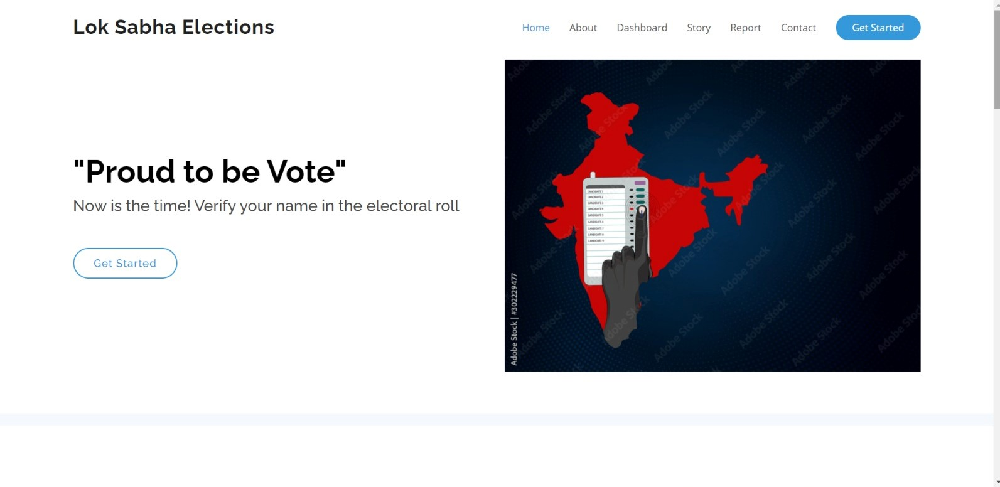 Lok Sabha Elections
Home About Dashboard Story Report Contact Get Started
"Proud to be Vote"
Now is the time! Verify your name in the electoral roll
Get Started
CANDIDATE 1
CANDIDATE 2
CANDIDATE 3
CANDIDATE 4
CANDIDATE 5
CANDIDATE 6
CANDIDATE 7
CANDIDATE 8
CANDIDATE 9
Adobe Stock | #302229477
Adobe Stock